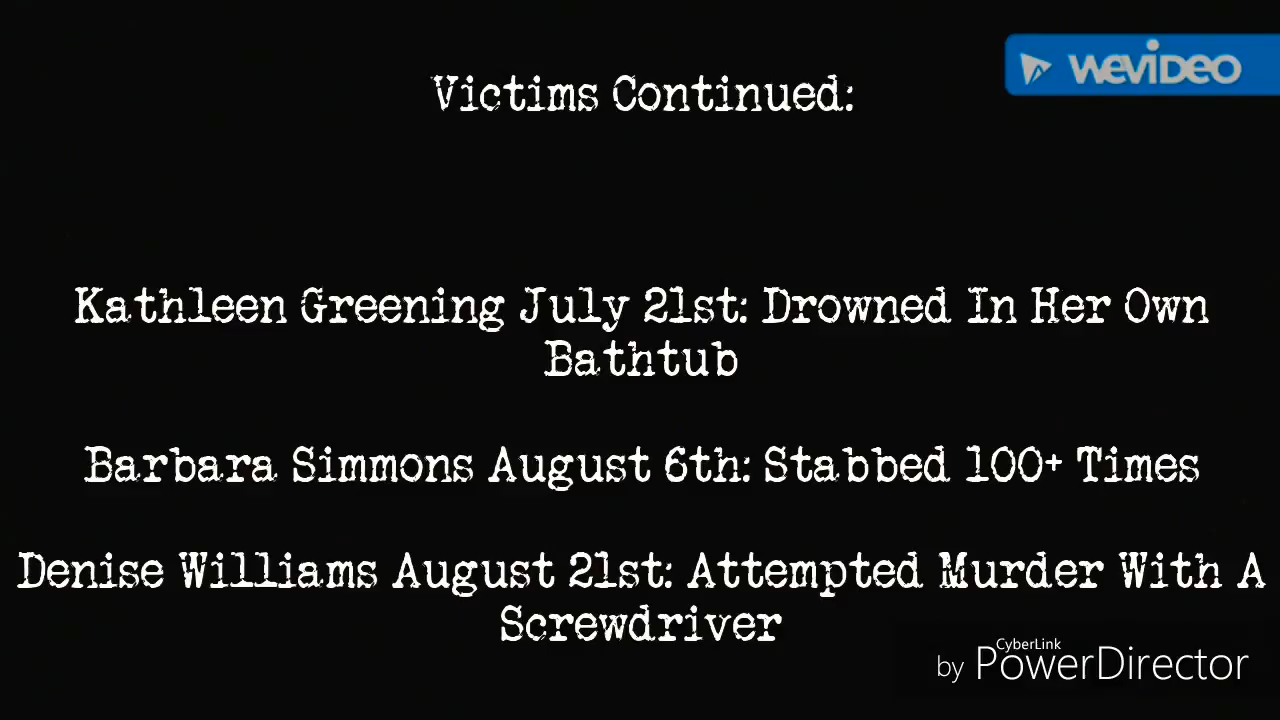 WEVIDEO
Victims Continued:
Kathleen Greening July 21st: Drowned In Her Own
Bathtub
Barbara Simmons August 6th: Stabbed 100+ Times
Denise Williams August 21st: Attempted Murder With A
Screwdriver
CyberLink
by PowerDirector